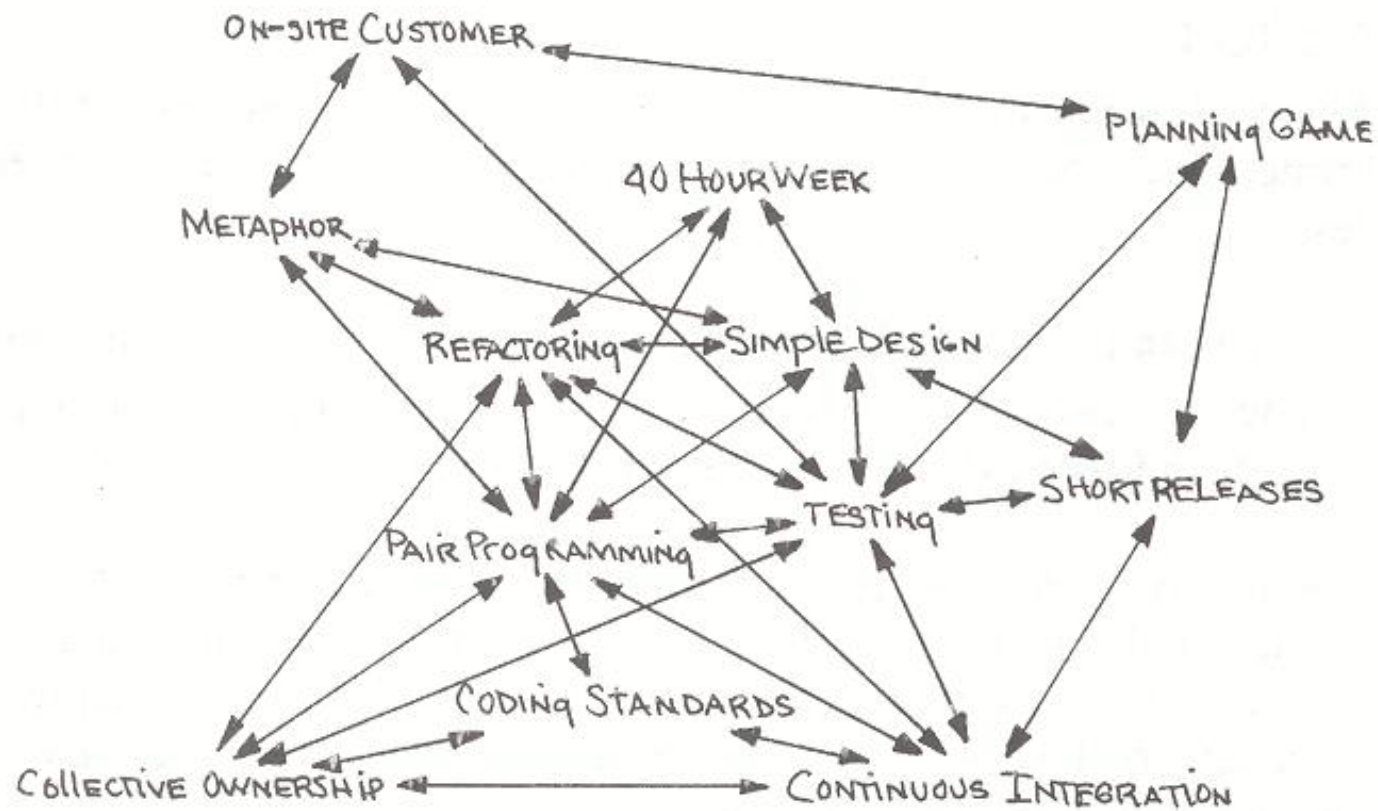 ON-SITE CUSTOMER
PLANNING GAME
40 HOUR WEEK
METAPHOR
REFACTORING
SIMPLE DESIGN
SHORT RELEASES
TESTING
PAIR PROGRAMMING
CODING STANDARDS
COLLECTIVE OWNERSHIP
CONTINUOUS INTEGRATION